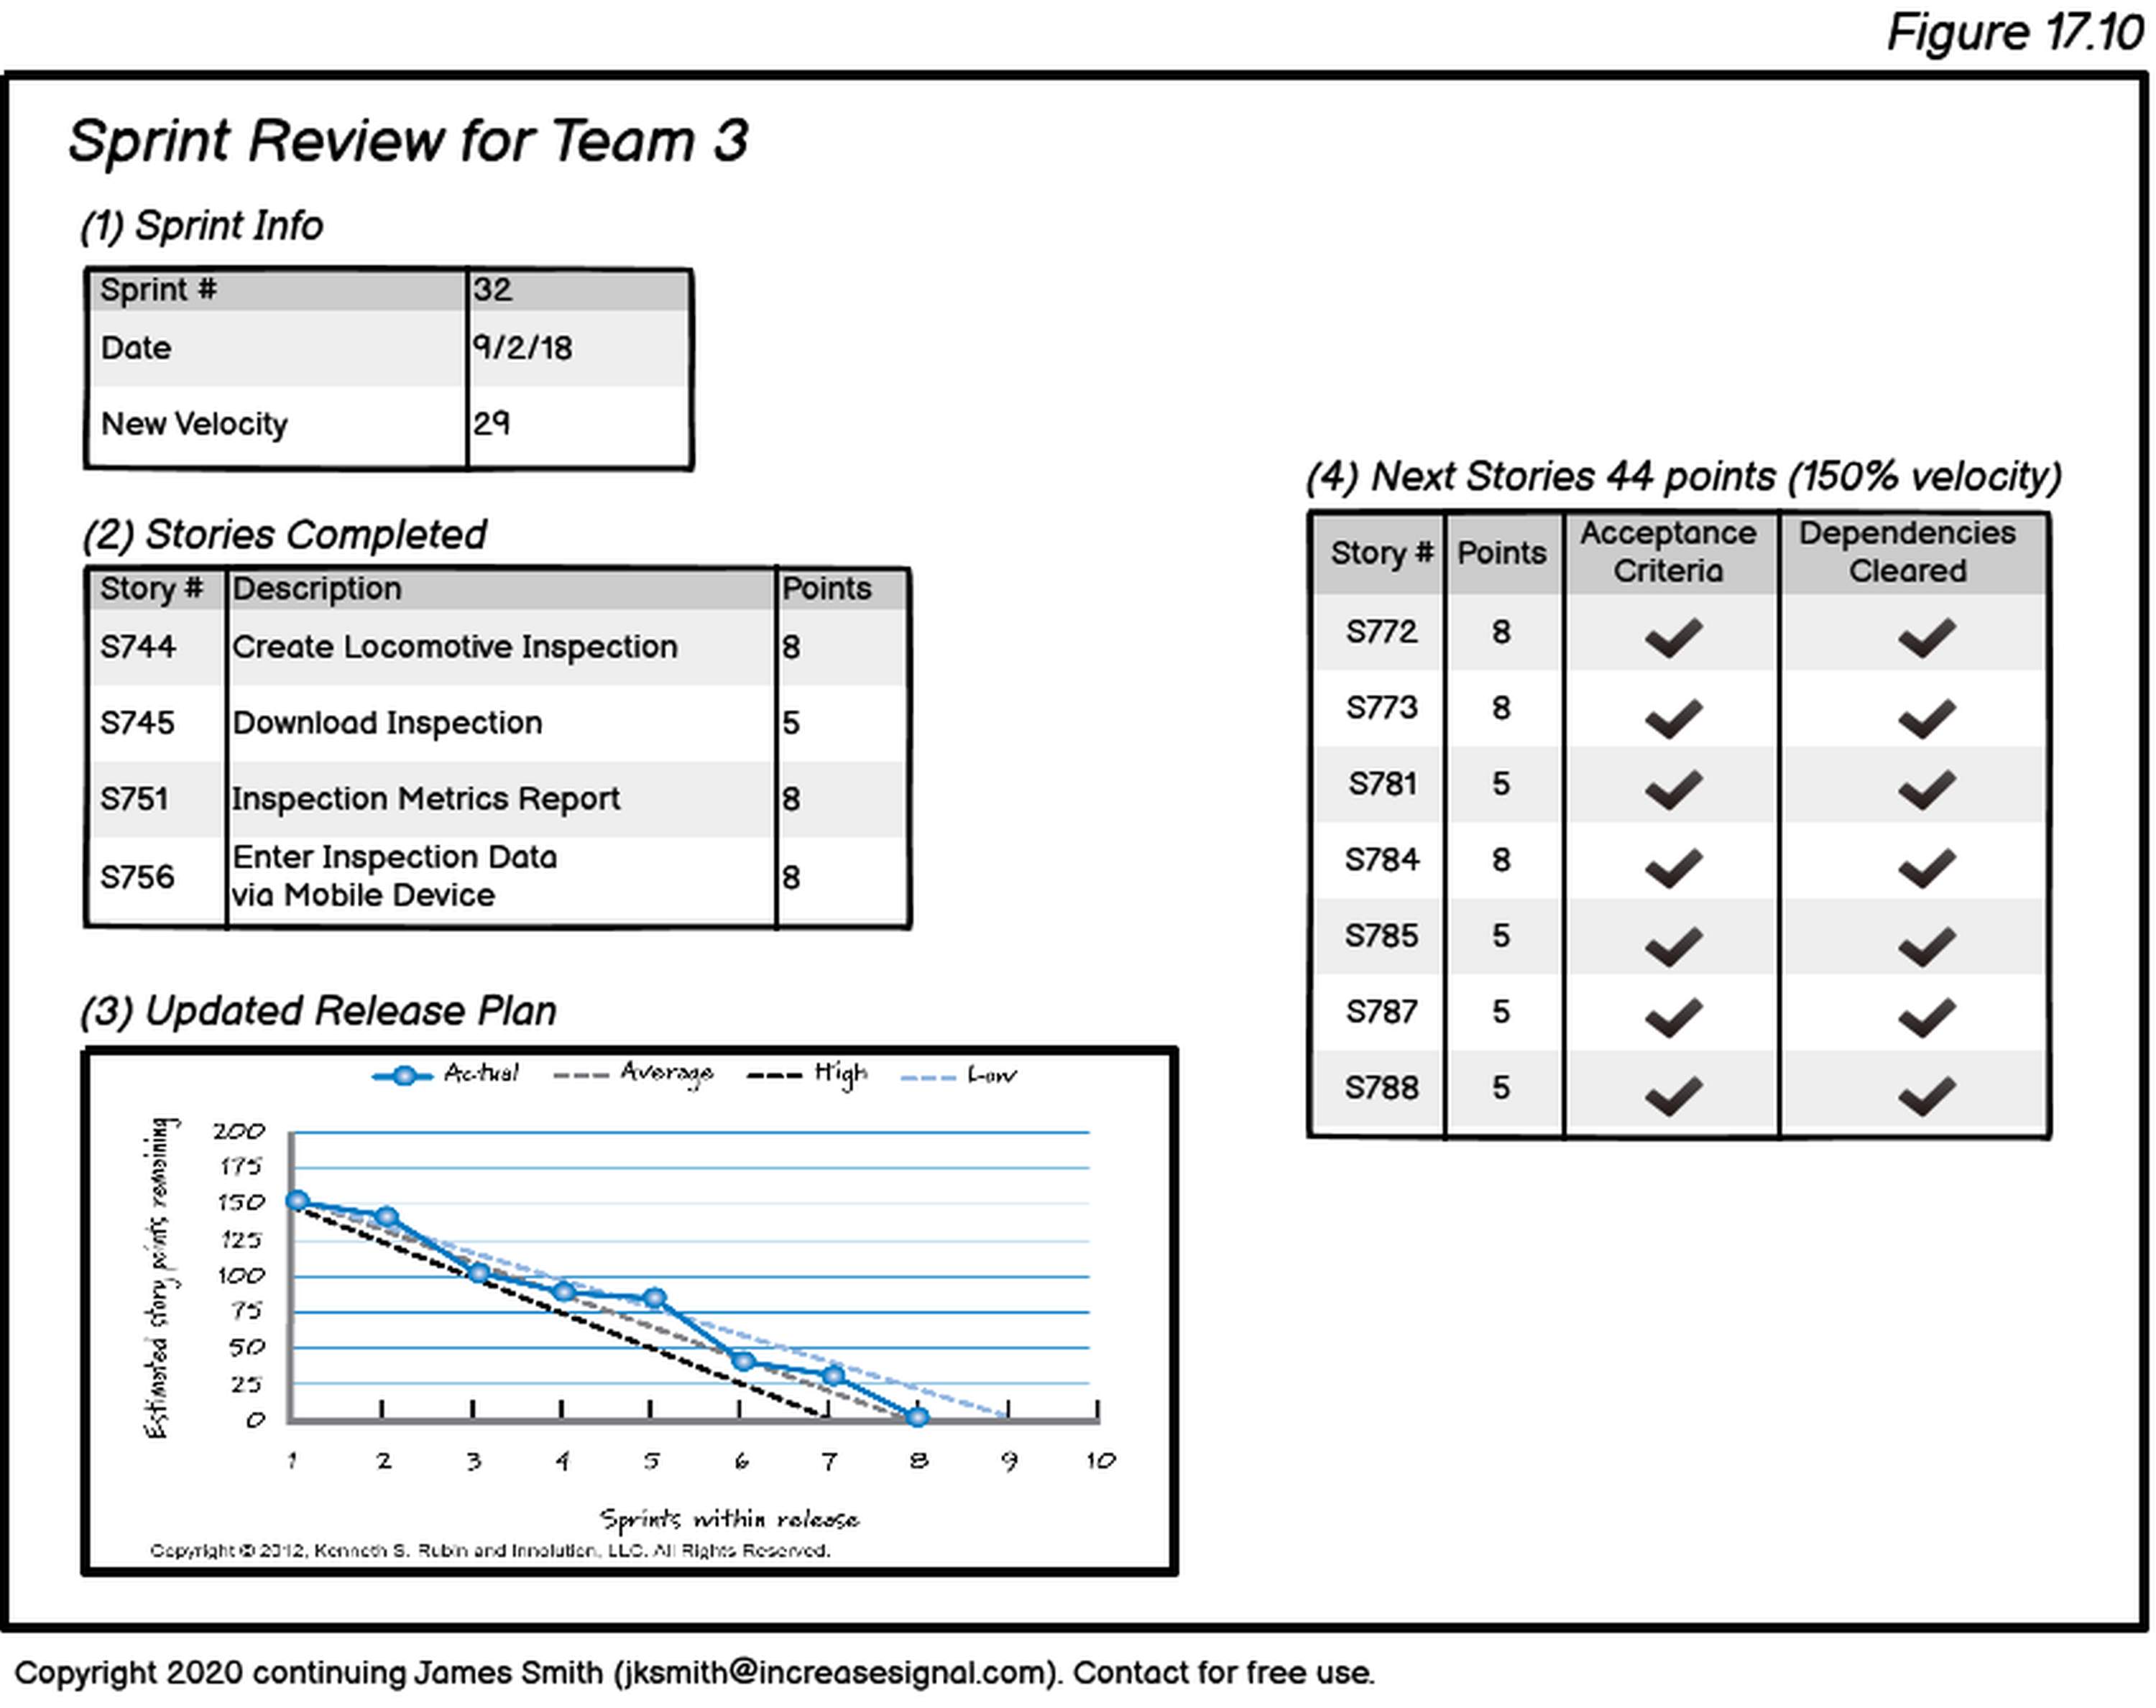 Figure 17.10
Sprint Review for Team 3
(1) Sprint Info
Sprint # 32
Date 9/2/18
New Velocity 29
(2) Stories Completed
Story # Description Points
S744 Create Locomotive Inspection 8
S745 Download Inspection 5
S751 Inspection Metrics Report 8
S756 Enter Inspection Data
via Mobile Device 8
(3) Updated Release Plan
Actual Average High Low
Estimated story points remaining
200
175
150
125
100
75
50
25
0
1 2 3 4 5 6 7 8 9 10
Sprints within release
Copyright © 2012, Kenneth S. Rubin and Innolution, LLC. All Rights Reserved.
(4) Next Stories 44 points (150% velocity)
Story # Points Acceptance Criteria Dependencies Cleared
S772 8 ✔ ✔
S773 8 ✔ ✔
S781 5 ✔ ✔
S784 8 ✔ ✔
S785 5 ✔ ✔
S787 5 ✔ ✔
S788 5 ✔ ✔
Copyright 2020 continuing James Smith (jksmith@increasesignal.com). Contact for free use.